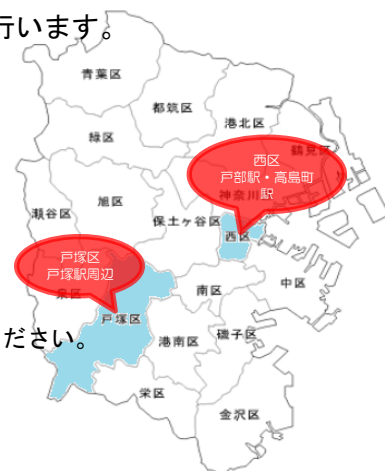 行います。
青葉区
都筑区
港北区
緑区
鶴見区
西区
戸部駅・高島町
駅
神奈川
旭区
瀬谷区
保土ヶ谷区
西区
戸塚区
戸塚駅周辺
中区
泉区
南区
戸塚区
ださい。
港南区
磯子区
栄区
金沢区